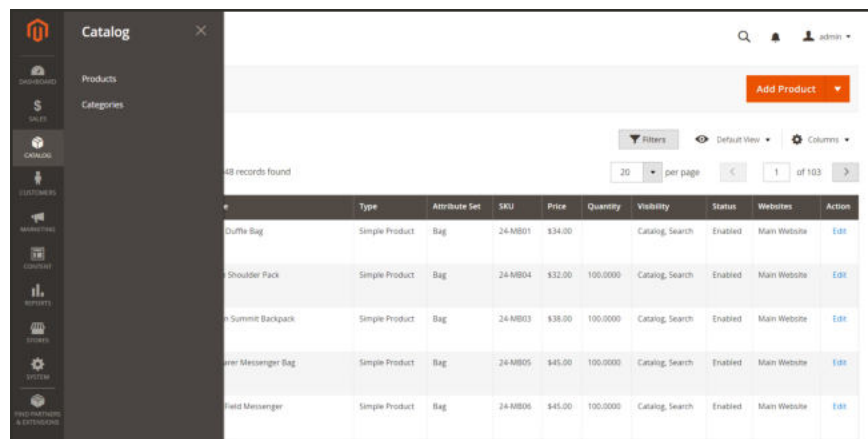 Catalog
admin
DASHBOARD
Products
Add Product
SALES
Categories
CATALOG
Filters
Default View
Columns
48 records found
20 per page
1 of 103
CUSTOMERS
Type Attribute Set SKU Price Quantity Visibility Status Websites Action
MARKETING
Duffle Bag Simple Product Bag 24-MB01 $34.00 Catalog, Search Enabled Main Website Edit
CONTENT
Shoulder Pack Simple Product Bag 24-MB04 $32.00 100.0000 Catalog, Search Enabled Main Website Edit
REPORTS
Summit Backpack Simple Product Bag 24-MB03 $38.00 100.0000 Catalog, Search Enabled Main Website Edit
STORES
Messenger Bag Simple Product Bag 24-MB05 $45.00 100.0000 Catalog, Search Enabled Main Website Edit
SYSTEM
Field Messenger Simple Product Bag 24-MB06 $45.00 100.0000 Catalog, Search Enabled Main Website Edit
FIND PARTNERS
& EXTENSIONS